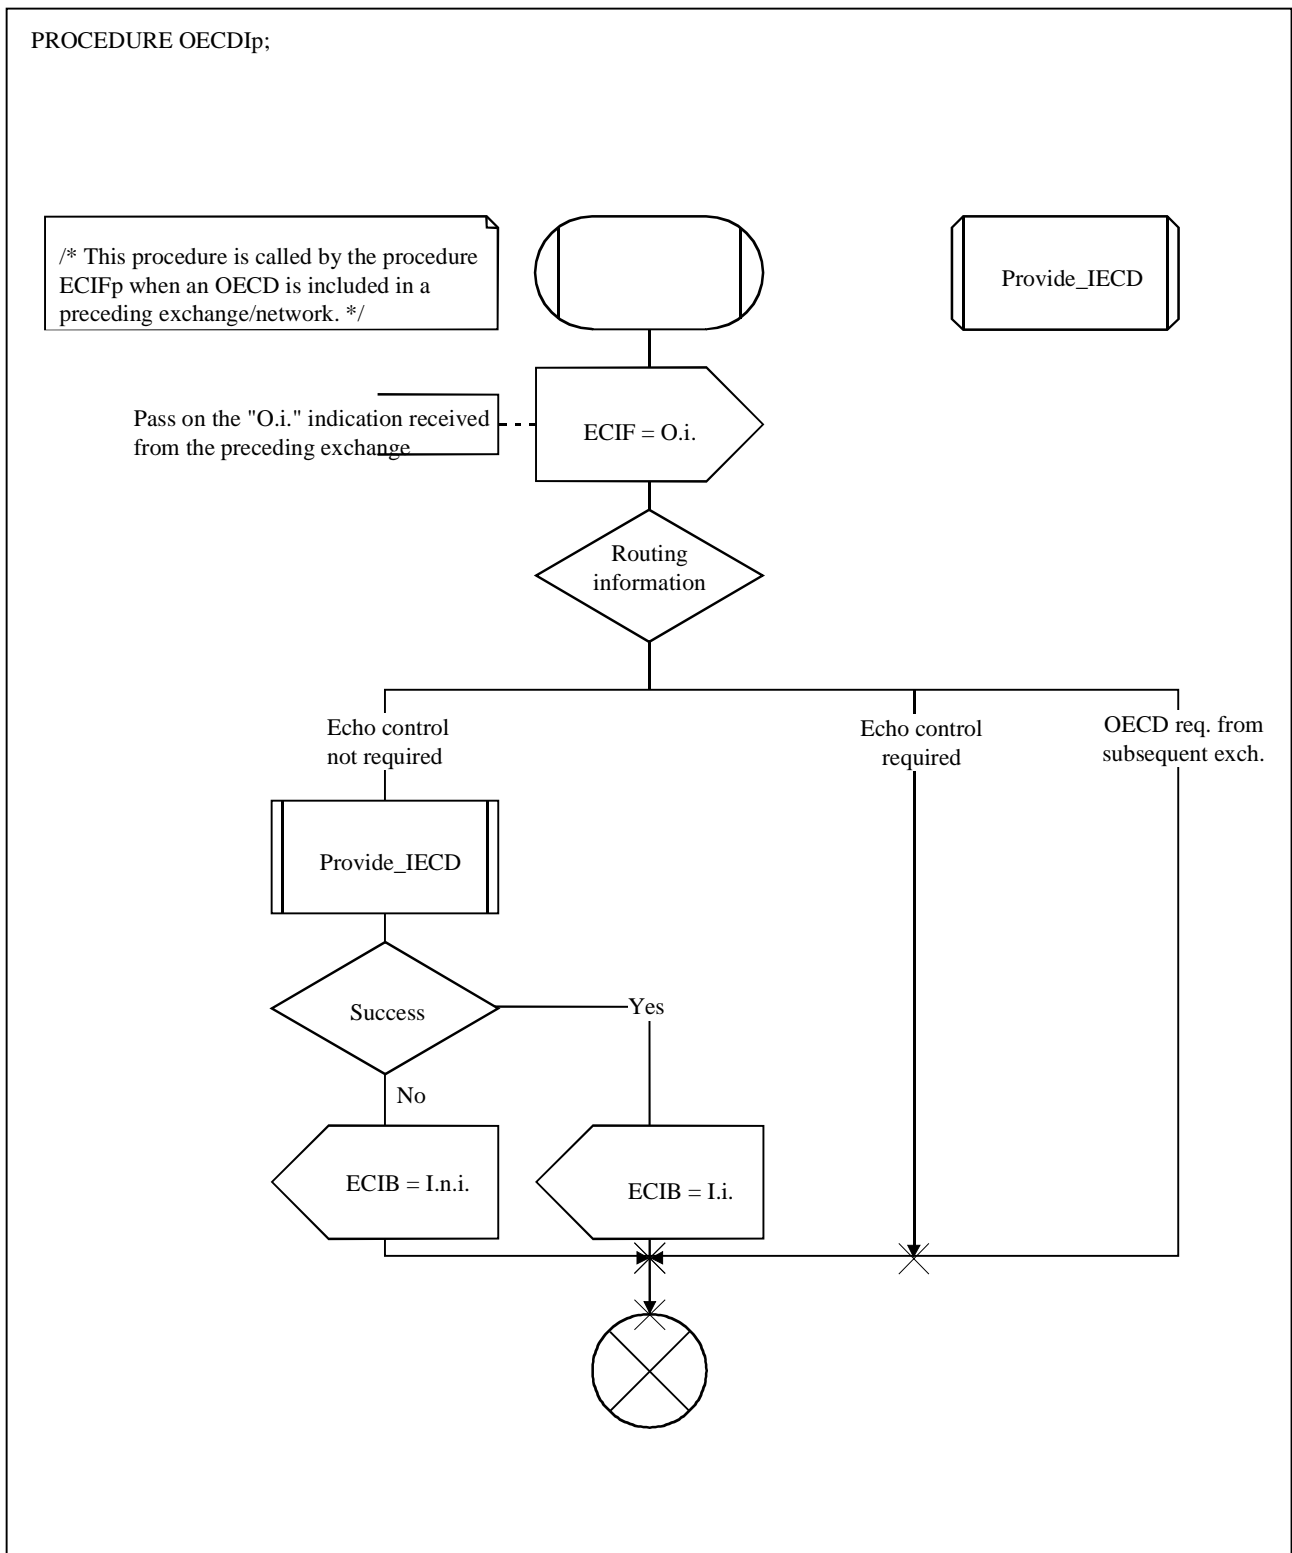 PROCEDURE OECDIp;
/* This procedure is called by the procedure
ECIFp when an OECD is included in a
preceding exchange/network. */
Provide_IECD
Pass on the "O.i." indication received
from the preceding exchange
ECIF = O.i.
Routing
information
Echo control
not required
Echo control
required
OECD req. from
subsequent exch.
Provide_IECD
Success
Yes
No
ECIB = I.n.i.
ECIB = I.i.